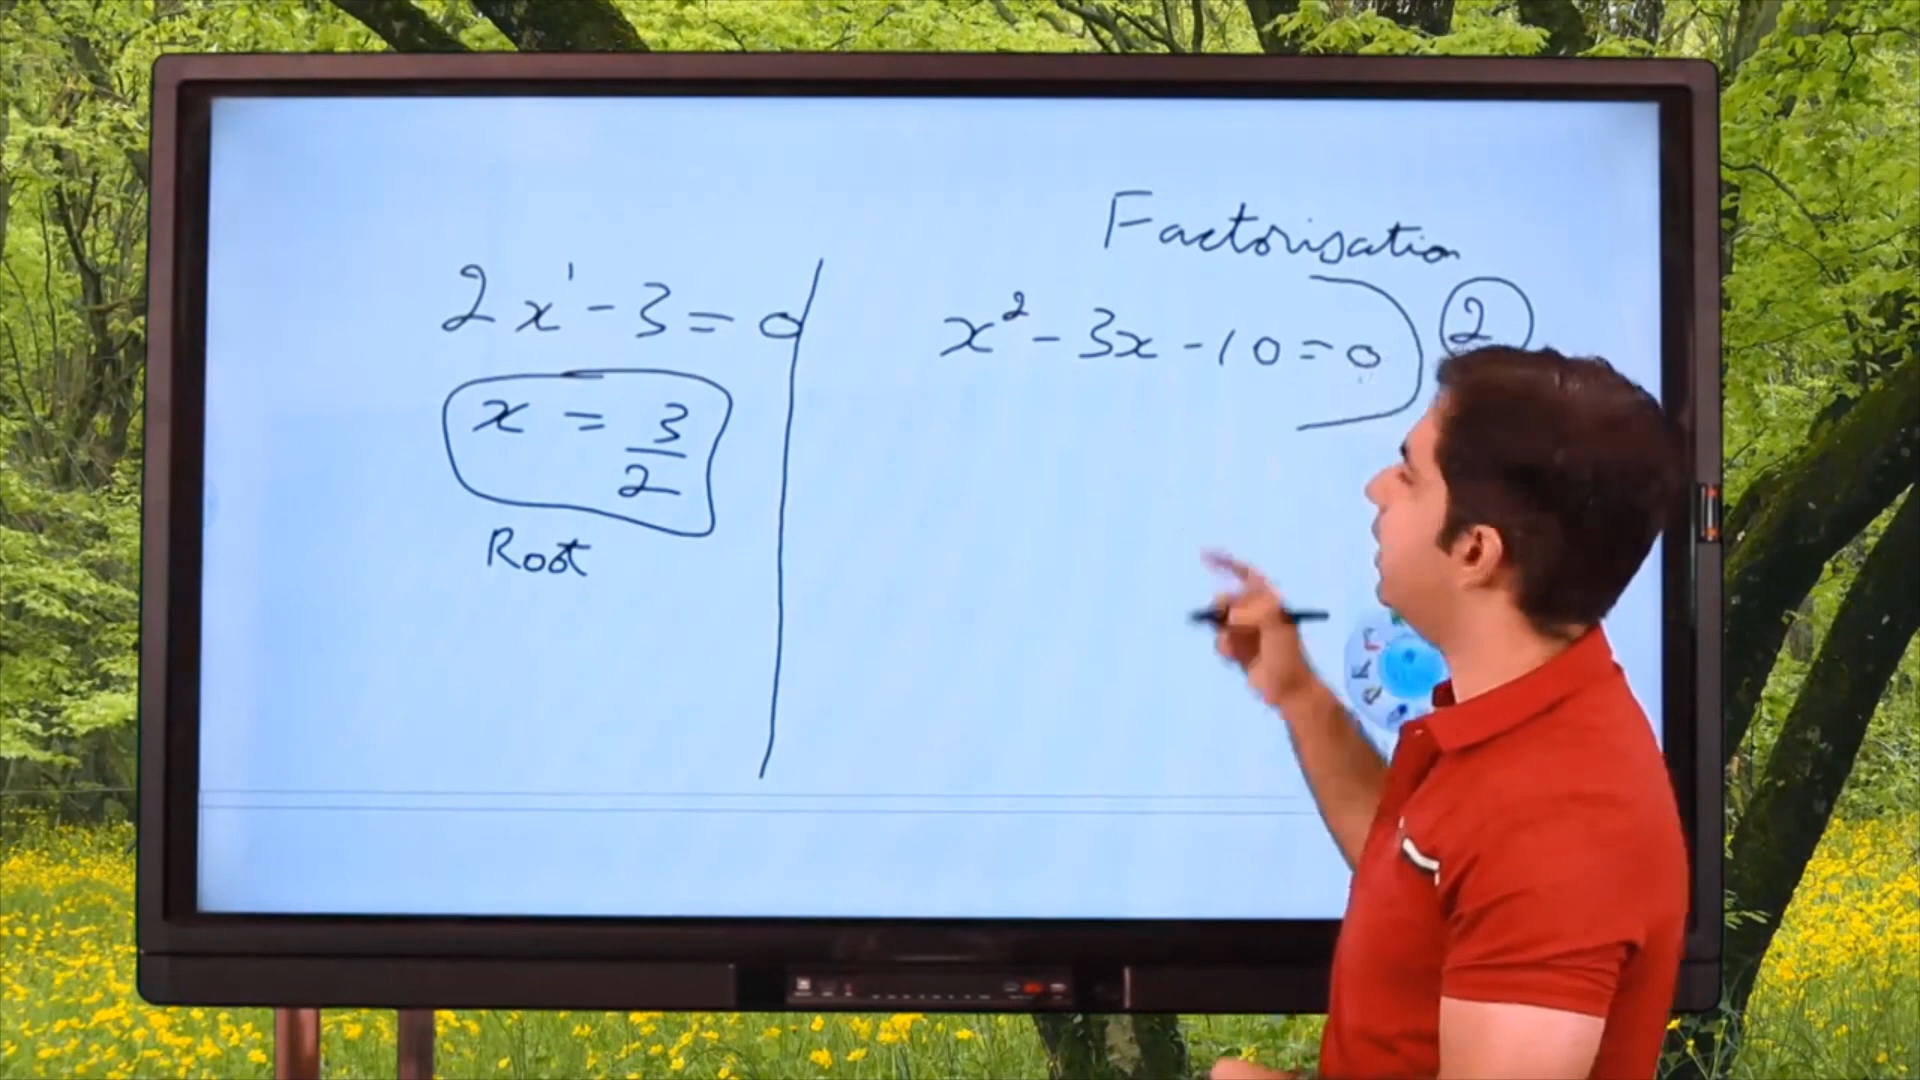 2x¹ - 3 = 0
x = 3/2
Root
Factorisation
x² - 3x - 10 = 0
2